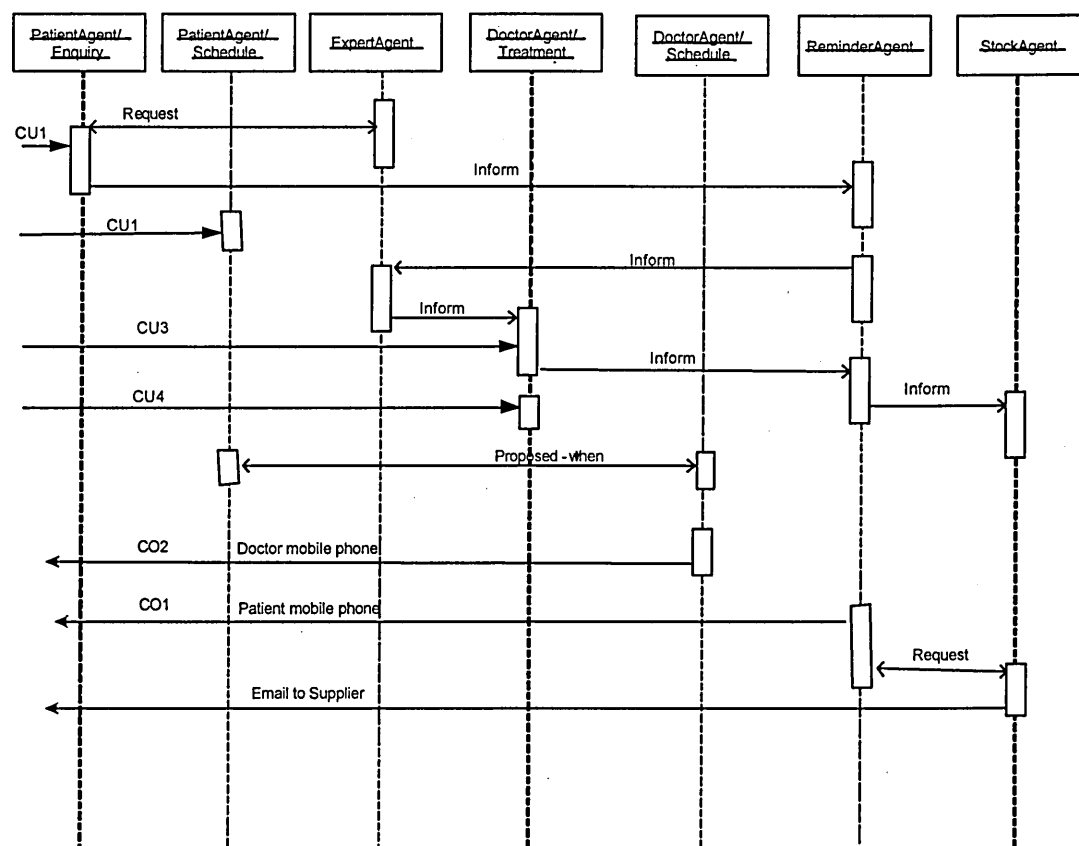 PatientAgent/
Enquiry
PatientAgent/
Schedule
ExpertAgent
DoctorAgent/
Treatment
DoctorAgent/
Schedule
ReminderAgent
StockAgent
Request
CU1
Inform
CU1
Inform
Inform
CU3
Inform
CU4
Inform
Proposed - when
CO2
Doctor mobile phone
CO1
Patient mobile phone
Request
Email to Supplier